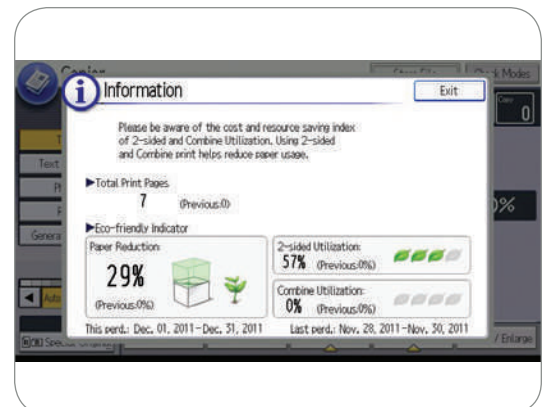 Copier
Check Modes
Information
Exit
Copy
0
Please be aware of the cost and resource saving index
of 2-sided and Combine Utilization. Using 2-sided
and Combine print helps reduce paper usage.
Text
►Total Print Pages
7 (Previous:0)
►Eco-friendly Indicator
Paper Reduction:
29%
(Previous:0%)
2-sided Utilization:
57% (Previous:0%)
Combine Utilization:
0% (Previous:0%)
Auto
This perd.: Dec. 01, 2011-Dec. 31, 2011
Last perd.: Nov. 28, 2011-Nov. 30, 2011
/ Enlarge